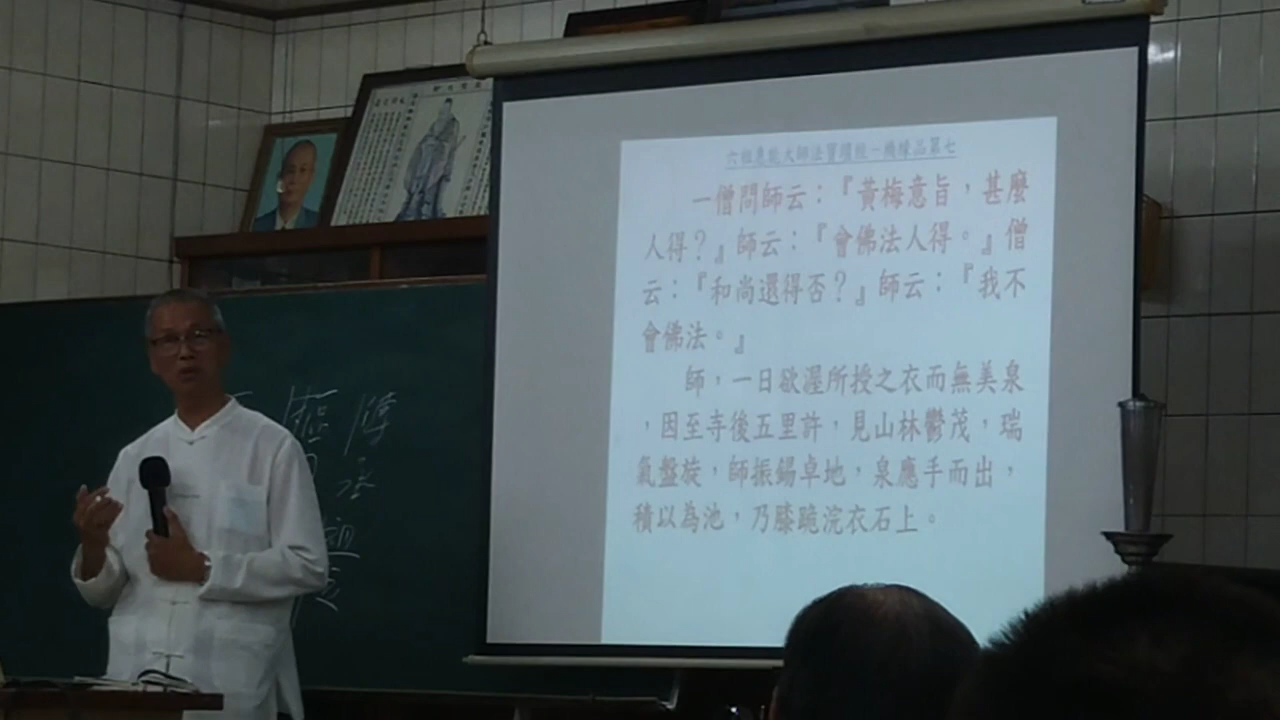 六祖惠能大師法寶壇經－機緣品第七
一僧問師云：『黃梅意旨，甚麼
人得？』師云：『會佛法人得。』僧
云：『和尚還得否？』師云：『我不
會佛法。』
師，一日欲渥所授之衣而無美泉
，因至寺後五里許，見山林鬱茂，瑞
氣盤旋，師振錫卓地，泉應手而出，
積以為池，乃膝跪浣衣石上。